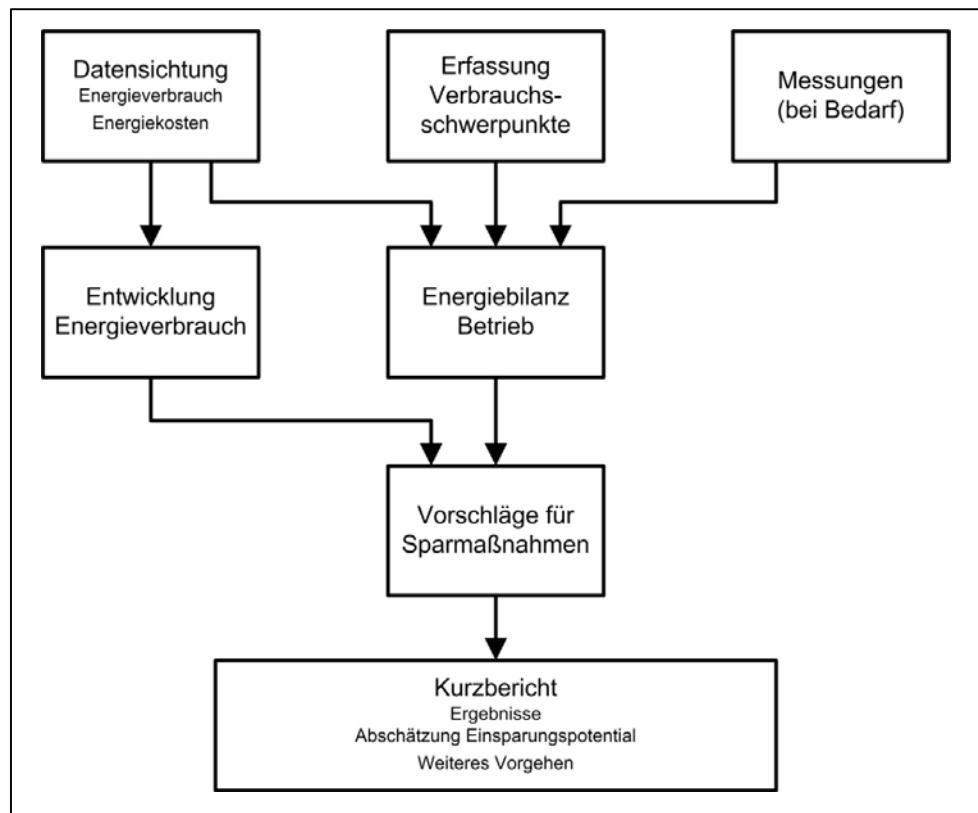 Datensichtung
Energieverbrauch
Energiekosten
Erfassung
Verbrauchs-
schwerpunkte
Messungen
(bei Bedarf)
Entwicklung
Energieverbrauch
Energiebilanz
Betrieb
Vorschläge für
Sparmaßnahmen
Kurzbericht
Ergebnisse
Abschätzung Einsparungspotential
Weiteres Vorgehen